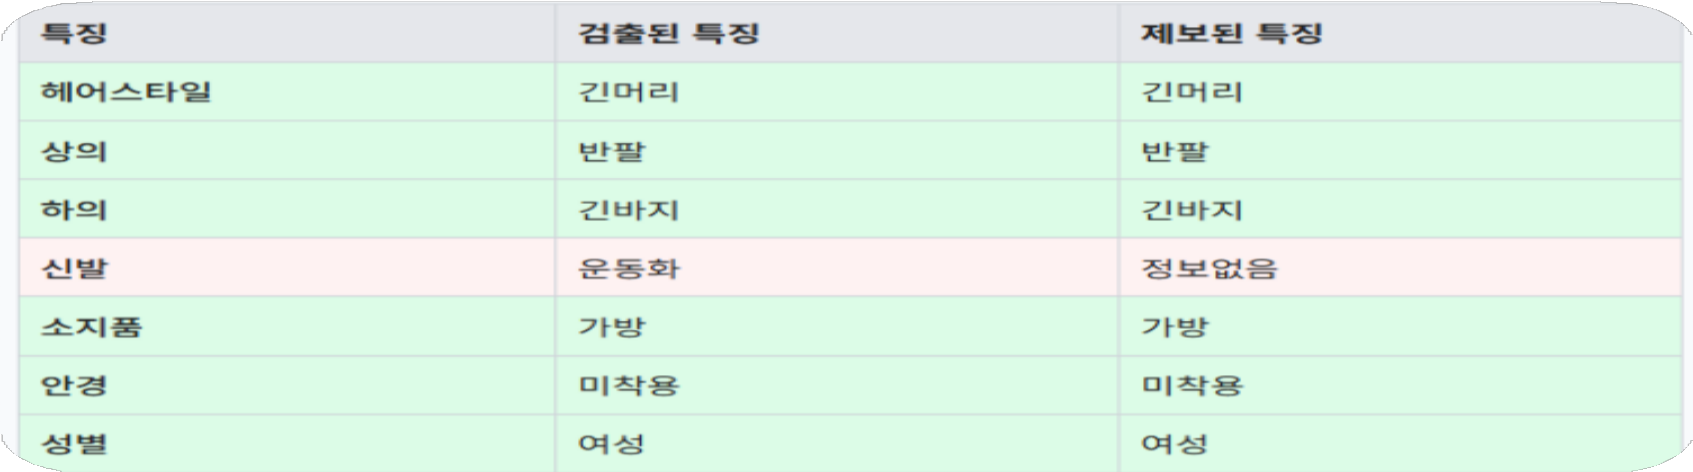 특징 검출된 특징 제보된 특징
헤어스타일 긴머리 긴머리
상의 반팔 반팔
하의 긴바지 긴바지
신발 운동화 정보없음
소지품 가방 가방
안경 미착용 미착용
성별 여성 여성